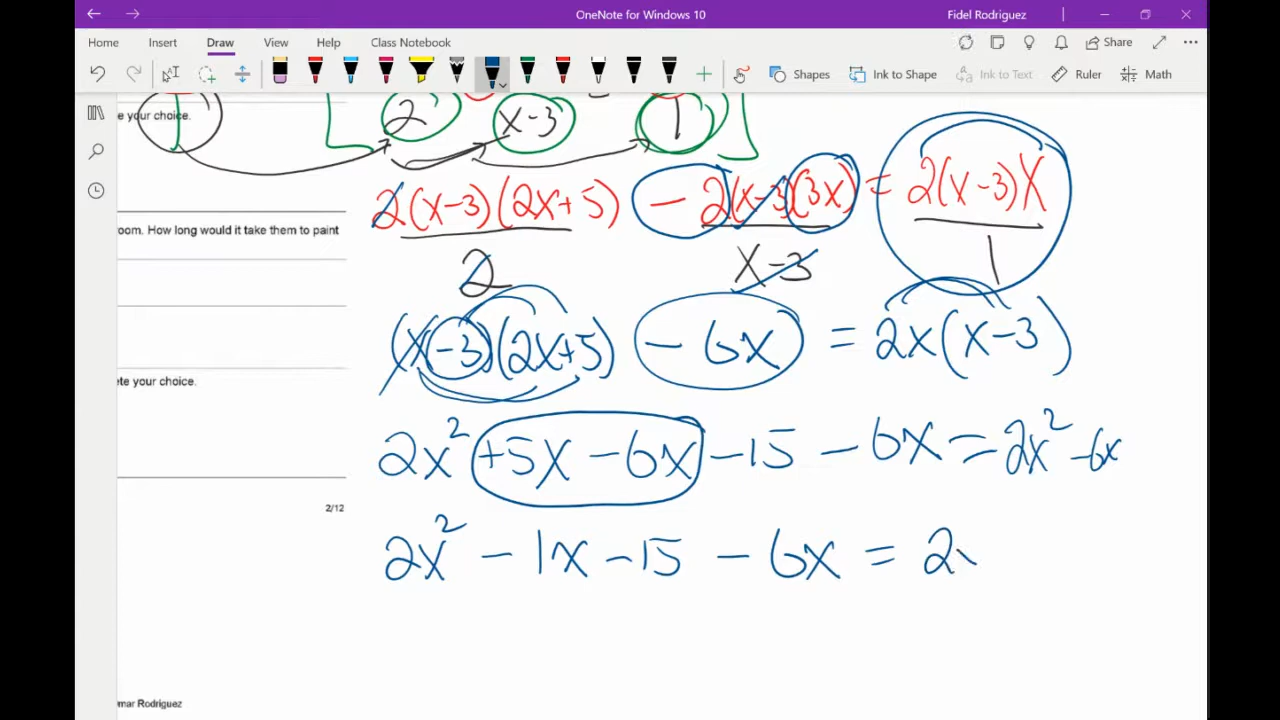 OneNote for Windows 10
Fidel Rodriguez
Home Insert Draw View Help Class Notebook
Share
Shapes Ink to Shape Ink to Text Ruler Math
e your choice.
1 2 x-3 1
2(x-3)(2x+5) - 2(x-3)(3x) = 2(x-3)x
2 x-3 1
room. How long would it take them to paint
(x-3)(2x+5) - 6x = 2x(x-3)
ete your choice.
2x² +5x -6x -15 - 6x = 2x² -6x
2/12
2x² - 1x - 15 - 6x = 2x
mar Rodriguez